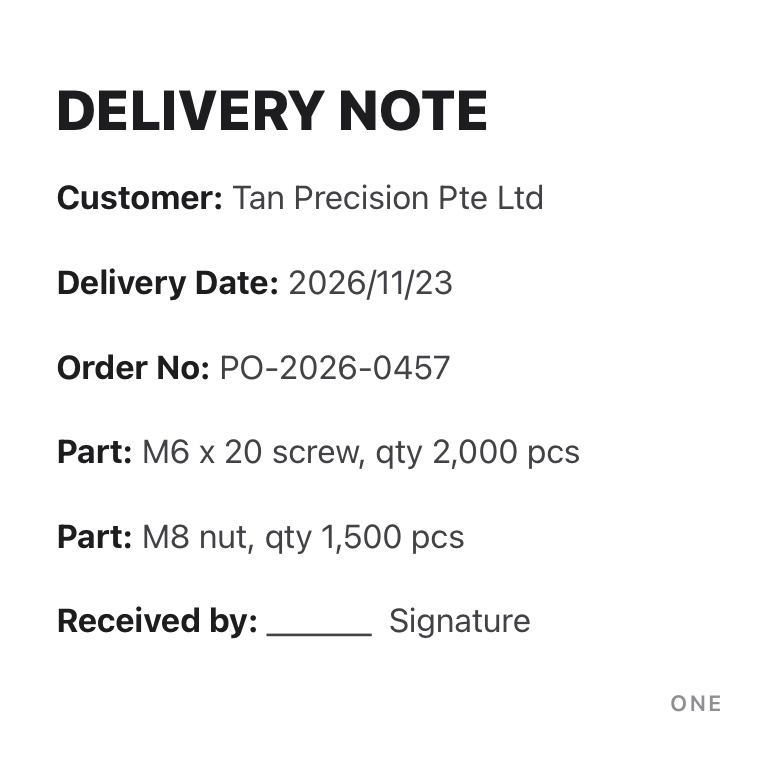 DELIVERY NOTE
Customer: Tan Precision Pte Ltd
Delivery Date: 2026/11/23
Order No: PO-2026-0457
Part: M6 x 20 screw, qty 2,000 pcs
Part: M8 nut, qty 1,500 pcs
Received by: ______ Signature
ONE